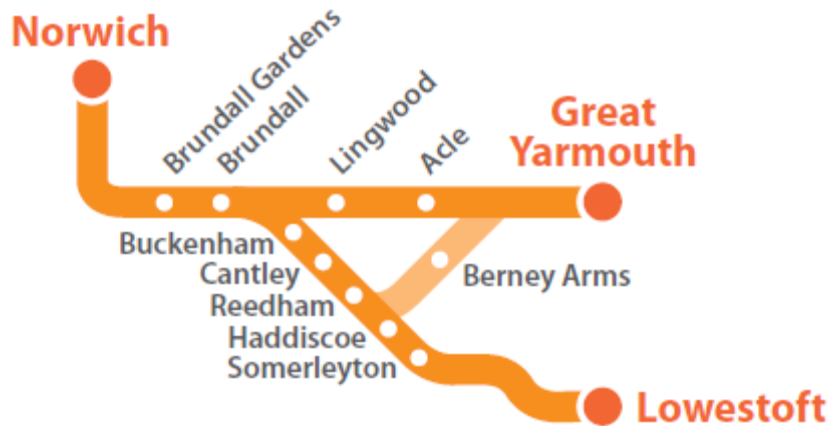 Norwich
Brundall Gardens
Brundall
Lingwood
Acle
Great
Yarmouth
Buckenham
Cantley
Reedham
Haddiscoe
Somerleyton
Berney Arms
Lowestoft